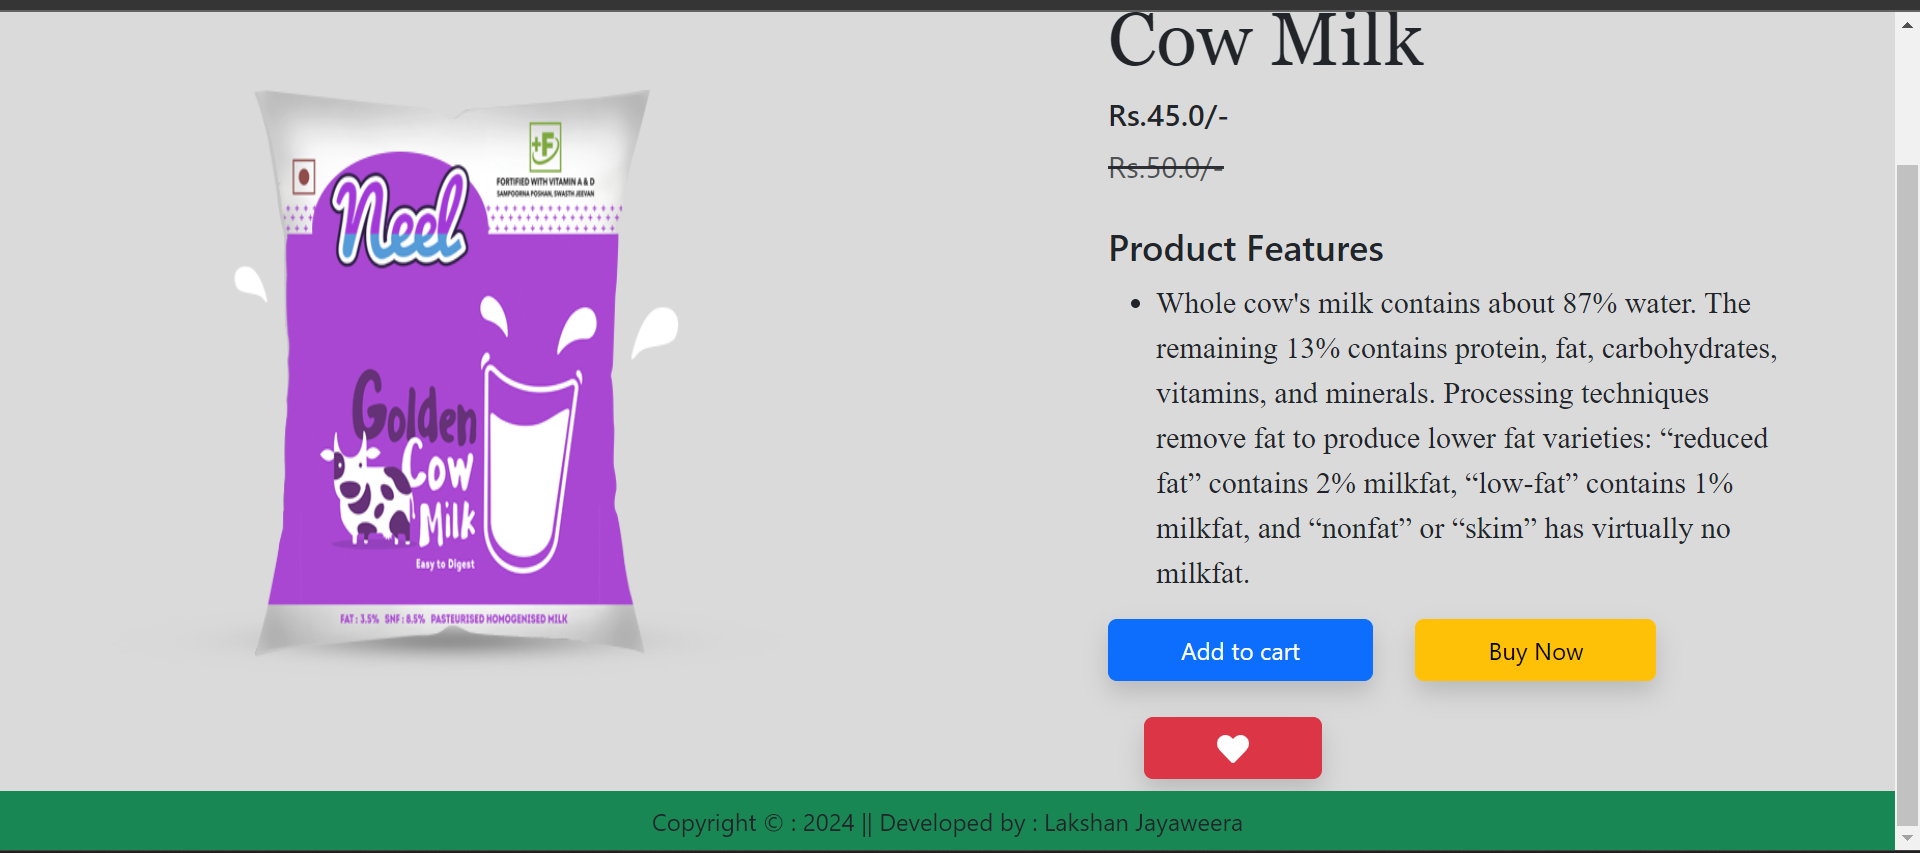 Cow Milk
Rs.45.0/-
Rs.50.0/-
Product Features
• Whole cow's milk contains about 87% water. The
remaining 13% contains protein, fat, carbohydrates,
vitamins, and minerals. Processing techniques
remove fat to produce lower fat varieties: “reduced
fat” contains 2% milkfat, “low-fat” contains 1%
milkfat, and “nonfat” or “skim” has virtually no
milkfat.
Add to cart
Buy Now
+F
FORTIFIED WITH VITAMIN A & D
SAMPOORNA POSHAN, SWASTH JEEVAN
Neel
Golden
Cow
Milk
Easy to Digest
FAT : 3.5% SNF : 8.5% PASTEURISED HOMOGENISED MILK
Copyright © : 2024 || Developed by : Lakshan Jayaweera